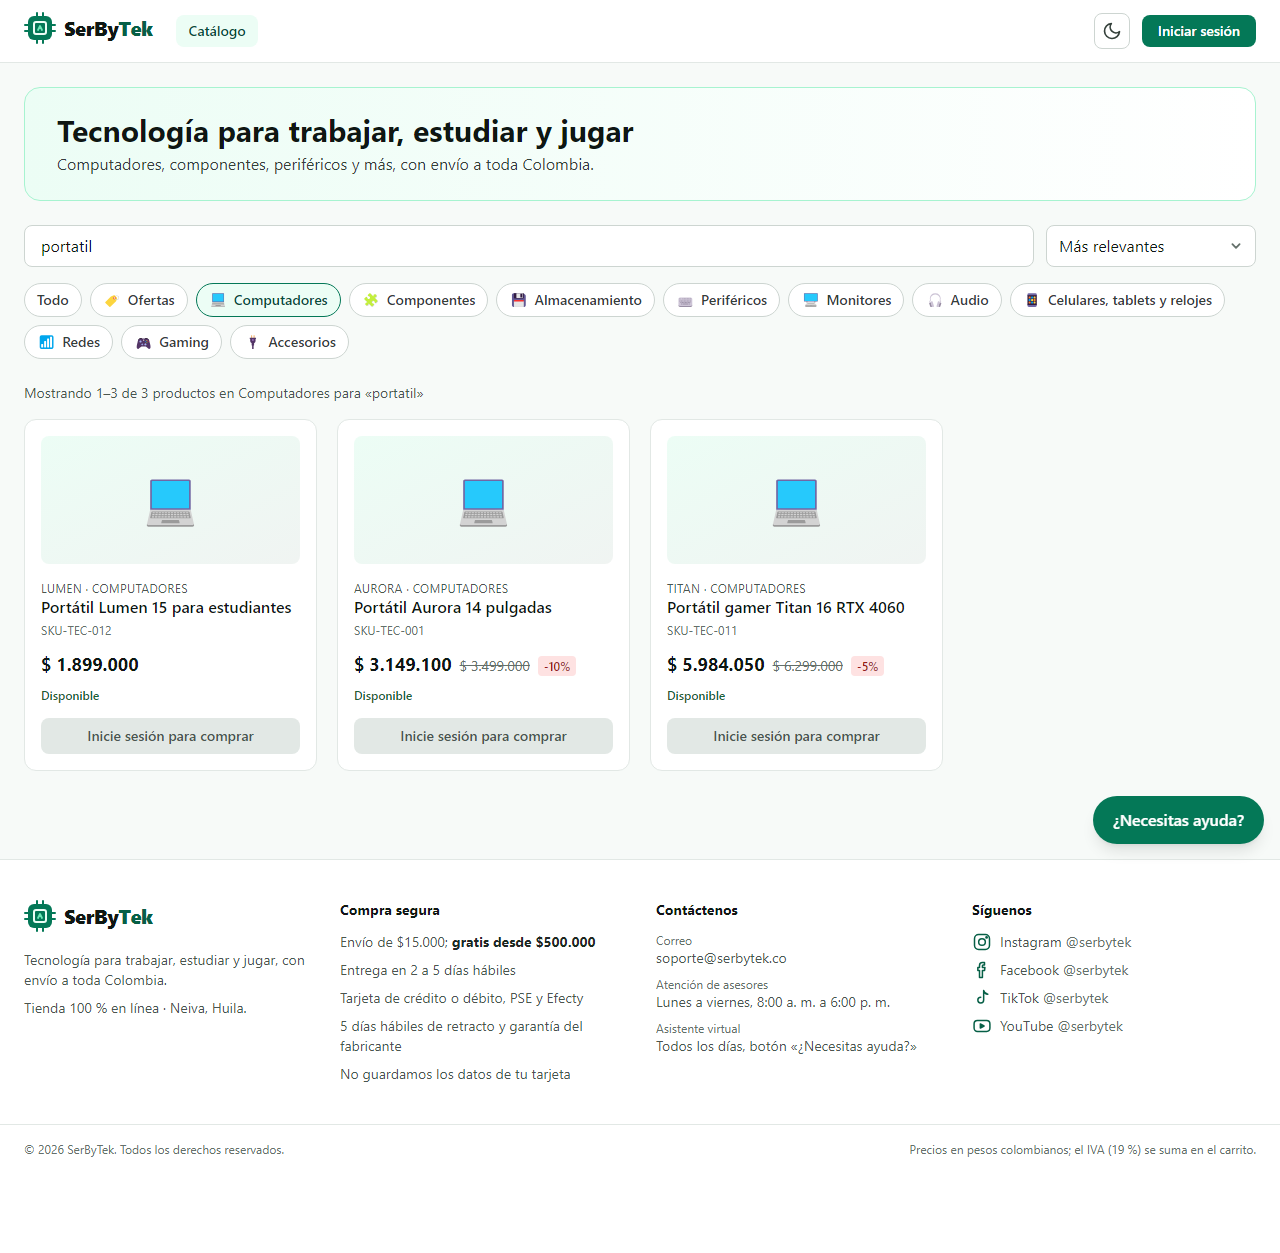 SerByTek
Catálogo
Iniciar sesión
Tecnología para trabajar, estudiar y jugar
Computadores, componentes, periféricos y más, con envío a toda Colombia.
portatil
Más relevantes
Todo
Ofertas
Computadores
Componentes
Almacenamiento
Periféricos
Monitores
Audio
Celulares, tablets y relojes
Redes
Gaming
Accesorios
Mostrando 1–3 de 3 productos en Computadores para «portatil»
LUMEN · COMPUTADORES
Portátil Lumen 15 para estudiantes
SKU-TEC-012
$ 1.899.000
Disponible
Inicie sesión para comprar
AURORA · COMPUTADORES
Portátil Aurora 14 pulgadas
SKU-TEC-001
$ 3.149.100 $ 3.499.000 -10%
Disponible
Inicie sesión para comprar
TITAN · COMPUTADORES
Portátil gamer Titan 16 RTX 4060
SKU-TEC-011
$ 5.984.050 $ 6.299.000 -5%
Disponible
Inicie sesión para comprar
¿Necesitas ayuda?
SerByTek
Tecnología para trabajar, estudiar y jugar, con
envío a toda Colombia.
Tienda 100 % en línea · Neiva, Huila.
Compra segura
Envío de $15.000; gratis desde $500.000
Entrega en 2 a 5 días hábiles
Tarjeta de crédito o débito, PSE y Efecty
5 días hábiles de retracto y garantía del
fabricante
No guardamos los datos de tu tarjeta
Contáctenos
Correo
soporte@serbytek.co
Atención de asesores
Lunes a viernes, 8:00 a. m. a 6:00 p. m.
Asistente virtual
Todos los días, botón «¿Necesitas ayuda?»
Síguenos
Instagram @serbytek
Facebook @serbytek
TikTok @serbytek
YouTube @serbytek
© 2026 SerByTek. Todos los derechos reservados.
Precios en pesos colombianos; el IVA (19 %) se suma en el carrito.